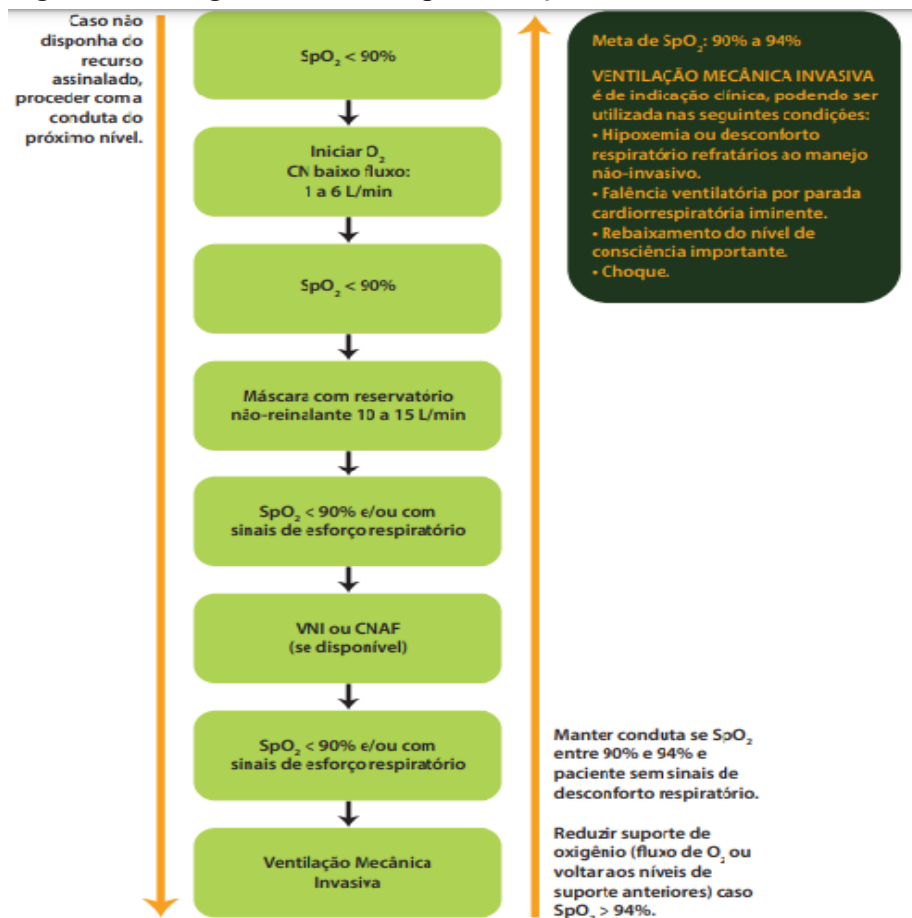 Caso não
disponha do
recurso
assinalado,
proceder com a
conduta do
próximo nível.
SpO₂ < 90%
Iniciar O₂
CN baixo fluxo:
1 a 6 L/min
SpO₂ < 90%
Máscara com reservatório
não-reinalante 10 a 15 L/min
SpO₂ < 90% e/ou com
sinais de esforço respiratório
VNI ou CNAF
(se disponível)
SpO₂ < 90% e/ou com
sinais de esforço respiratório
Ventilação Mecânica
Invasiva
Meta de SpO₂: 90% a 94%
VENTILAÇÃO MECÂNICA INVASIVA
é de indicação clínica, podendo ser
utilizada nas seguintes condições:
• Hipoxemia ou desconforto
respiratório refratários ao manejo
não-invasivo.
• Falência ventilatória por parada
cardiorrespiratória iminente.
• Rebaixamento do nível de
consciência importante.
• Choque.
Manter conduta se SpO₂
entre 90% e 94% e
paciente sem sinais de
desconforto respiratório.
Reduzir suporte de
oxigênio (fluxo de O₂ ou
voltar aos níveis de
suporte anteriores) caso
SpO₂ > 94%.